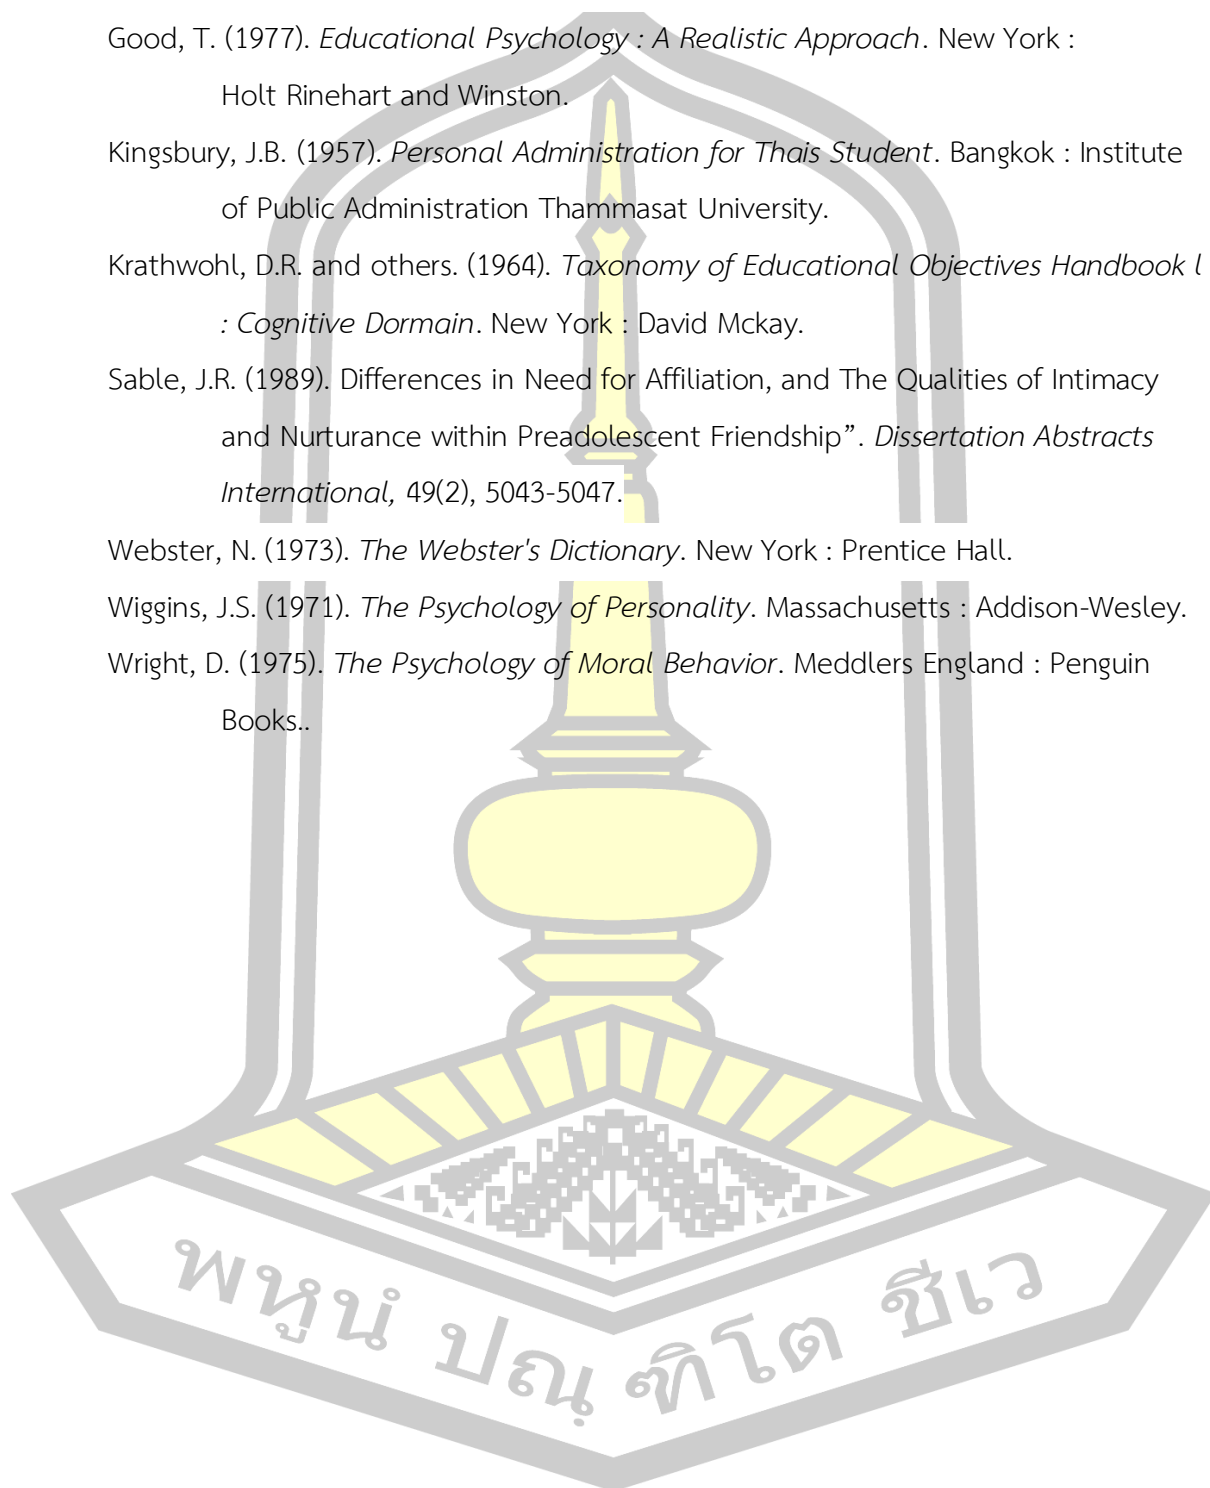 Good, T. (1977). Educational Psychology : A Realistic Approach. New York :
Holt Rinehart and Winston.
Kingsbury, J.B. (1957). Personal Administration for Thais Student. Bangkok : Institute
of Public Administration Thammasat University.
Krathwohl, D.R. and others. (1964). Taxonomy of Educational Objectives Handbook l
: Cognitive Dormain. New York : David Mckay.
Sable, J.R. (1989). Differences in Need for Affiliation, and The Qualities of Intimacy
and Nurturance within Preadolescent Friendship”. Dissertation Abstracts
International, 49(2), 5043-5047.
Webster, N. (1973). The Webster's Dictionary. New York : Prentice Hall.
Wiggins, J.S. (1971). The Psychology of Personality. Massachusetts : Addison-Wesley.
Wright, D. (1975). The Psychology of Moral Behavior. Meddlers England : Penguin
Books..
พหูนํ ปณฺฑิโต ชีเว